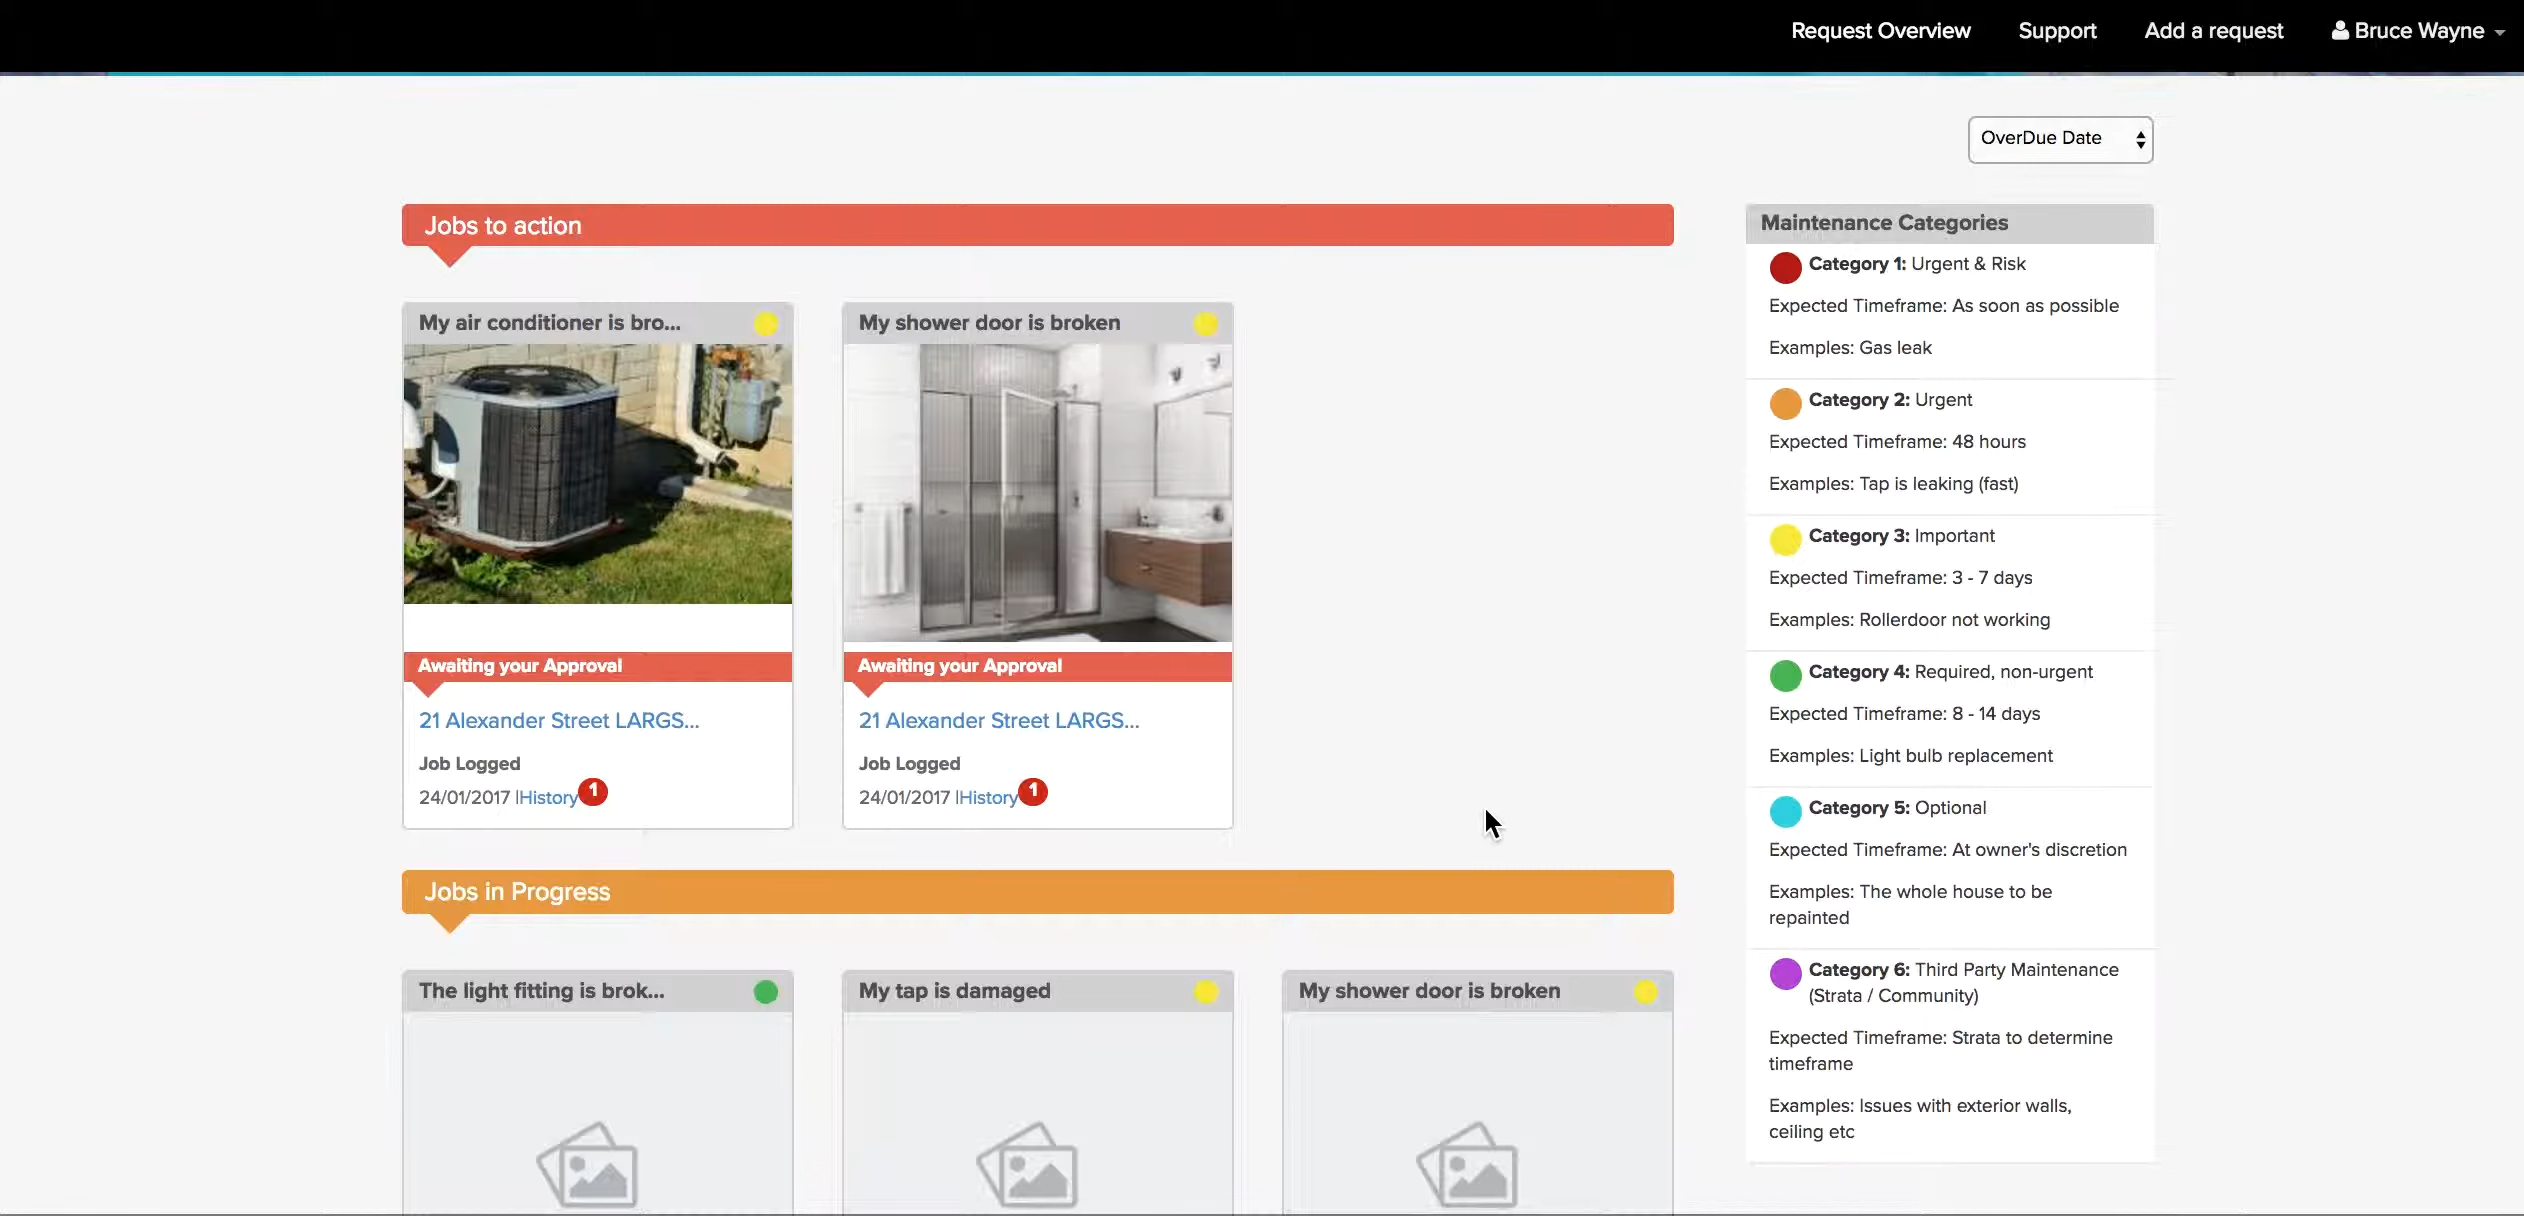 Request Overview
Support
Add a request
Bruce Wayne
OverDue Date
Jobs to action
My air conditioner is bro...
Awaiting your Approval
21 Alexander Street LARGS...
Job Logged
24/01/2017 |History 1
My shower door is broken
Awaiting your Approval
21 Alexander Street LARGS...
Job Logged
24/01/2017 |History 1
Jobs in Progress
The light fitting is brok...
My tap is damaged
My shower door is broken
Maintenance Categories
Category 1: Urgent & Risk
Expected Timeframe: As soon as possible
Examples: Gas leak
Category 2: Urgent
Expected Timeframe: 48 hours
Examples: Tap is leaking (fast)
Category 3: Important
Expected Timeframe: 3 - 7 days
Examples: Rollerdoor not working
Category 4: Required, non-urgent
Expected Timeframe: 8 - 14 days
Examples: Light bulb replacement
Category 5: Optional
Expected Timeframe: At owner's discretion
Examples: The whole house to be
repainted
Category 6: Third Party Maintenance
(Strata / Community)
Expected Timeframe: Strata to determine
timeframe
Examples: Issues with exterior walls,
ceiling etc